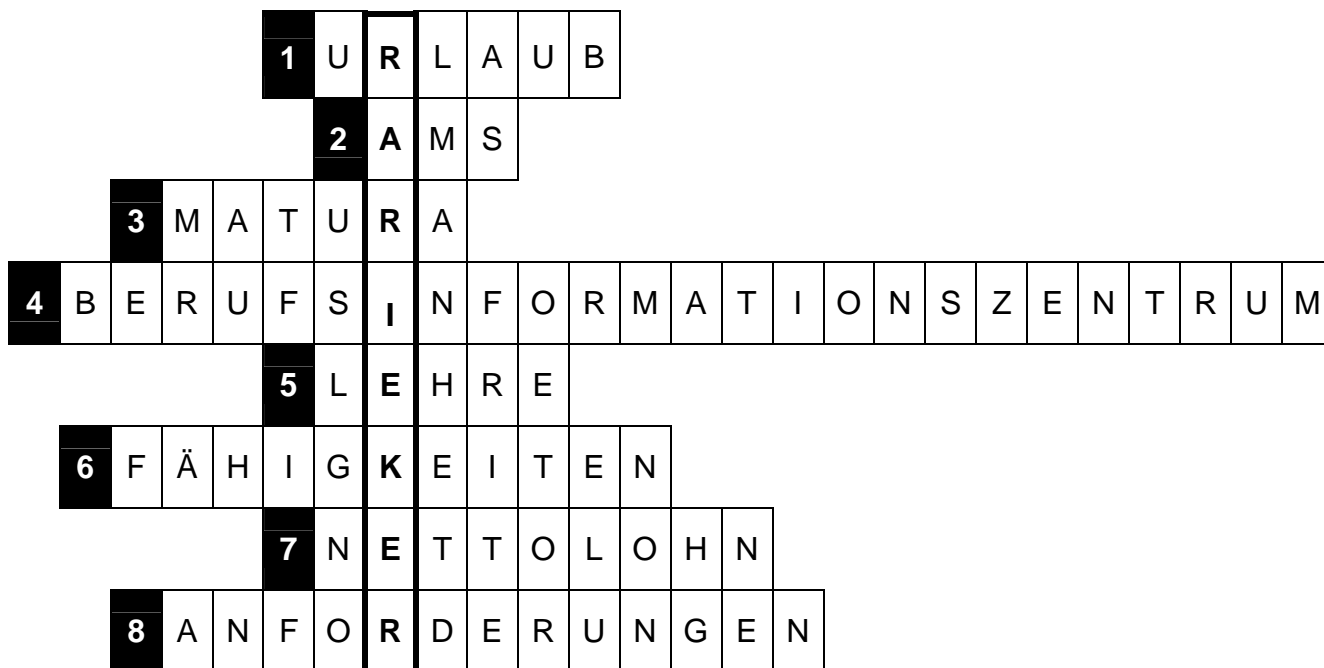 1 URLAUB
2 AMS
3 MATURA
4 BERUFSINFORMATIONSZENTRUM
5 LEHRE
6 FÄHIGKEITEN
7 NETTOLOHN
8 ANFORDERUNGEN